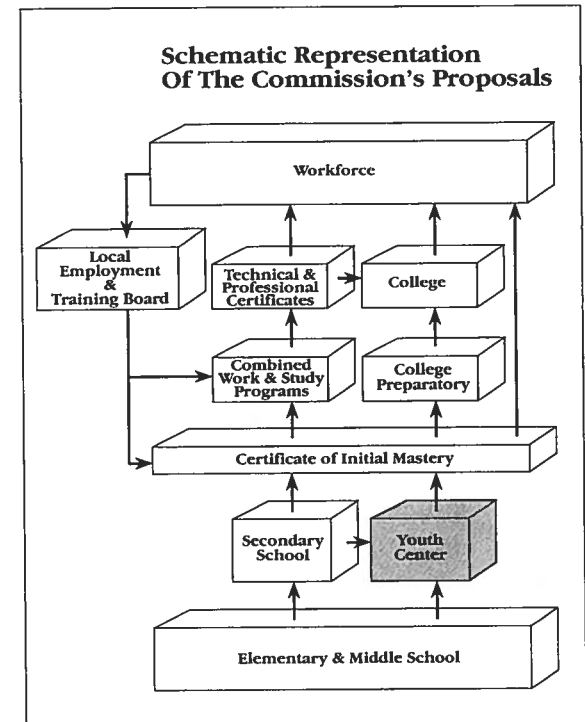 Schematic Representation
Of The Commission's Proposals
Workforce
Local
Employment
&
Training Board
Technical &
Professional
Certificates
College
Combined
Work & Study
Programs
College
Preparatory
Certificate of Initial Mastery
Secondary
School
Youth
Center
Elementary & Middle School